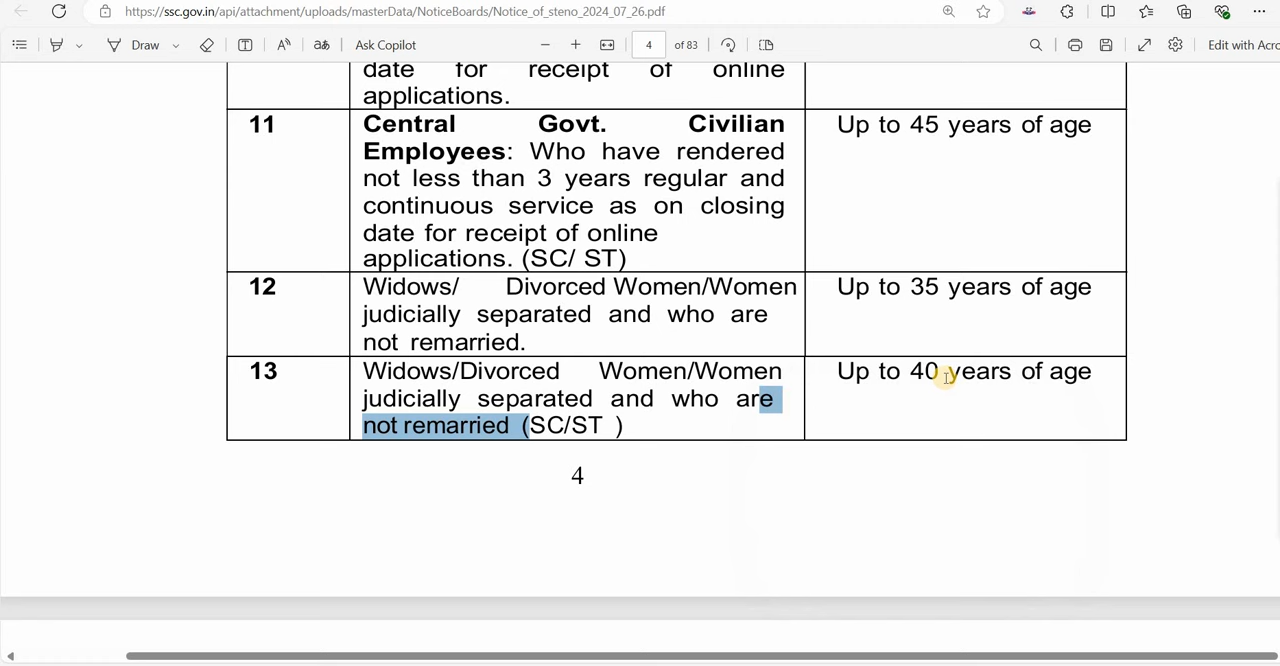 https://ssc.gov.in/api/attachment/uploads/masterData/NoticeBoards/Notice_of_steno_2024_07_26.pdf
Draw
aあ
Ask Copilot
4 of 83
Edit with Acro
date for receipt of online
applications.
11 Central Govt. Civilian Up to 45 years of age
Employees: Who have rendered
not less than 3 years regular and
continuous service as on closing
date for receipt of online
applications. (SC/ ST)
12 Widows/ Divorced Women/Women Up to 35 years of age
judicially separated and who are
not remarried.
13 Widows/Divorced Women/Women Up to 40 years of age
judicially separated and who are
not remarried (SC/ST )
4